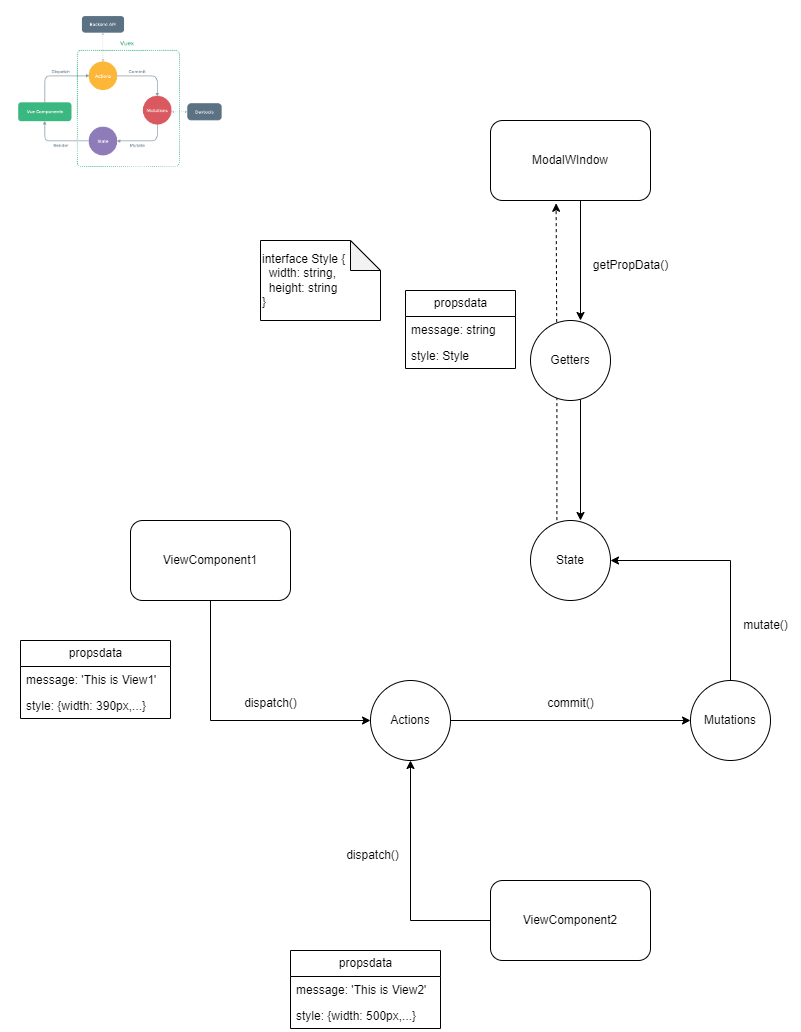 Backend API
Vuex
Dispatch
Commit
Actions
Vue Components
Mutations
Devtools
State
Render
Mutate
ModalWIndow
getPropData()
interface Style {
width: string,
height: string
}
propsdata
message: string
style: Style
Getters
ViewComponent1
State
mutate()
propsdata
message: 'This is View1'
style: {width: 390px,...}
dispatch()
Actions
commit()
Mutations
dispatch()
ViewComponent2
propsdata
message: 'This is View2'
style: {width: 500px,...}